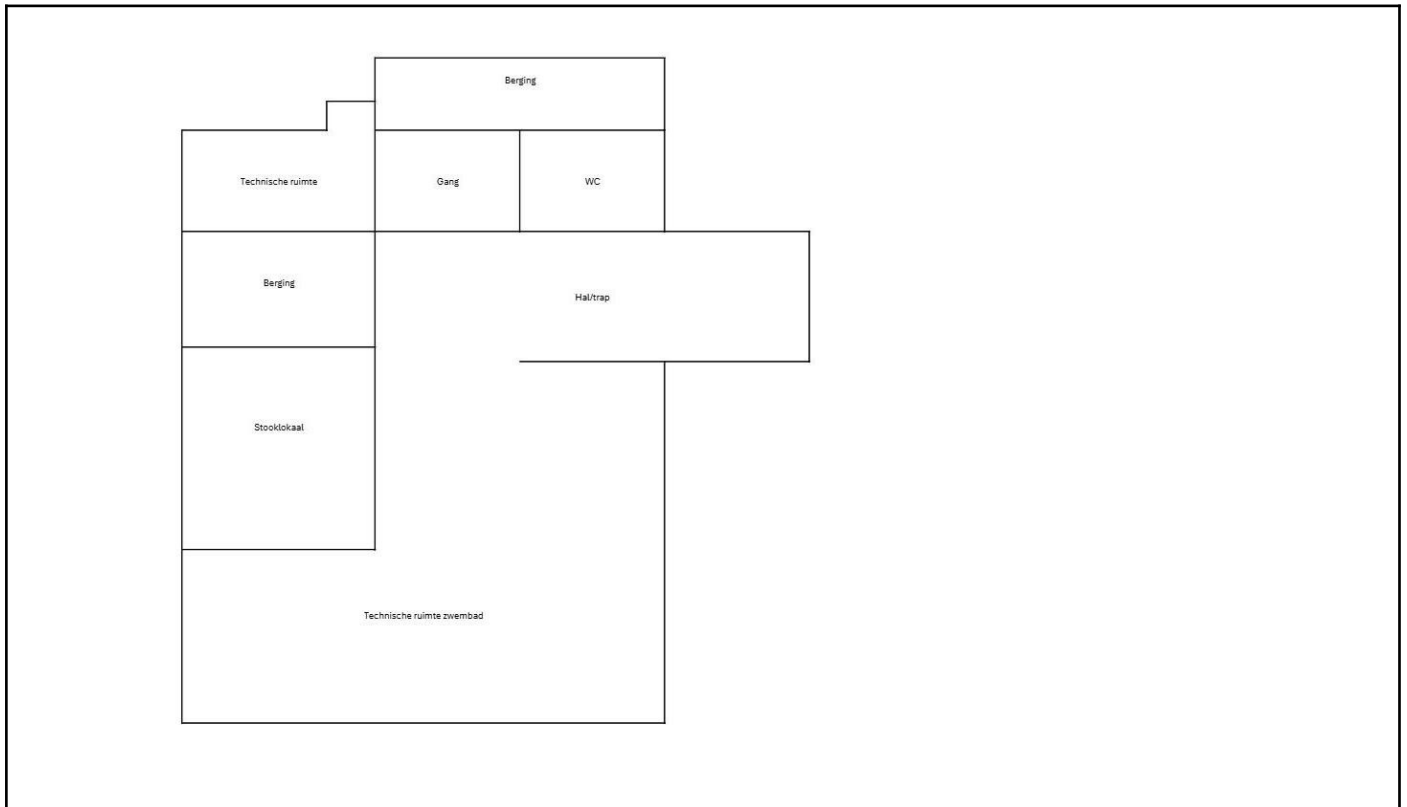 Berging
Technische ruimte
Gang
WC
Berging
Hal/trap
Stooklokaal
Technische ruimte zwembad